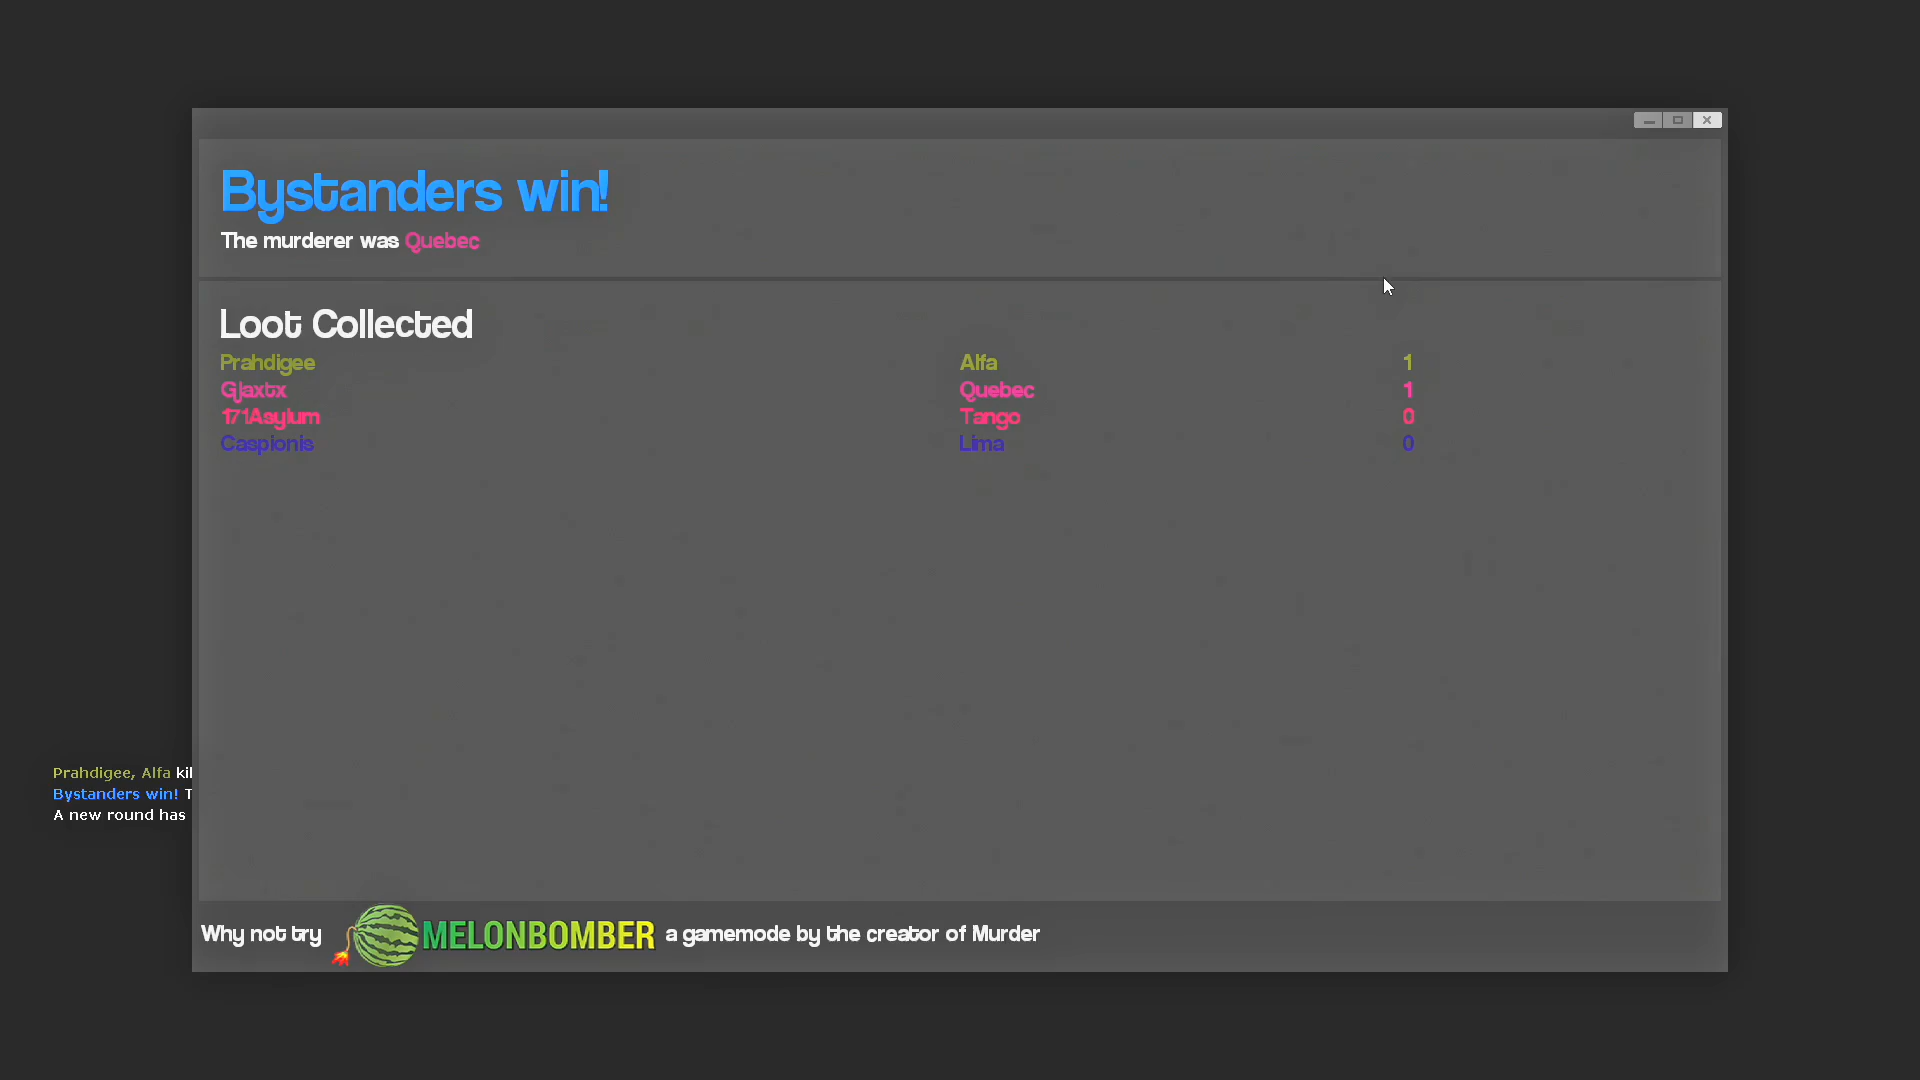 Bystanders win!
The murderer was Quebec
Loot Collected
Prahdigee Alfa 1
Gjaxtx Quebec 1
171Asylum Tango 0
Caspionis Lima 0
Prahdigee, Alfa kil
Bystanders win! T
A new round has
Why not try MELONBOMBER a gamemode by the creator of Murder